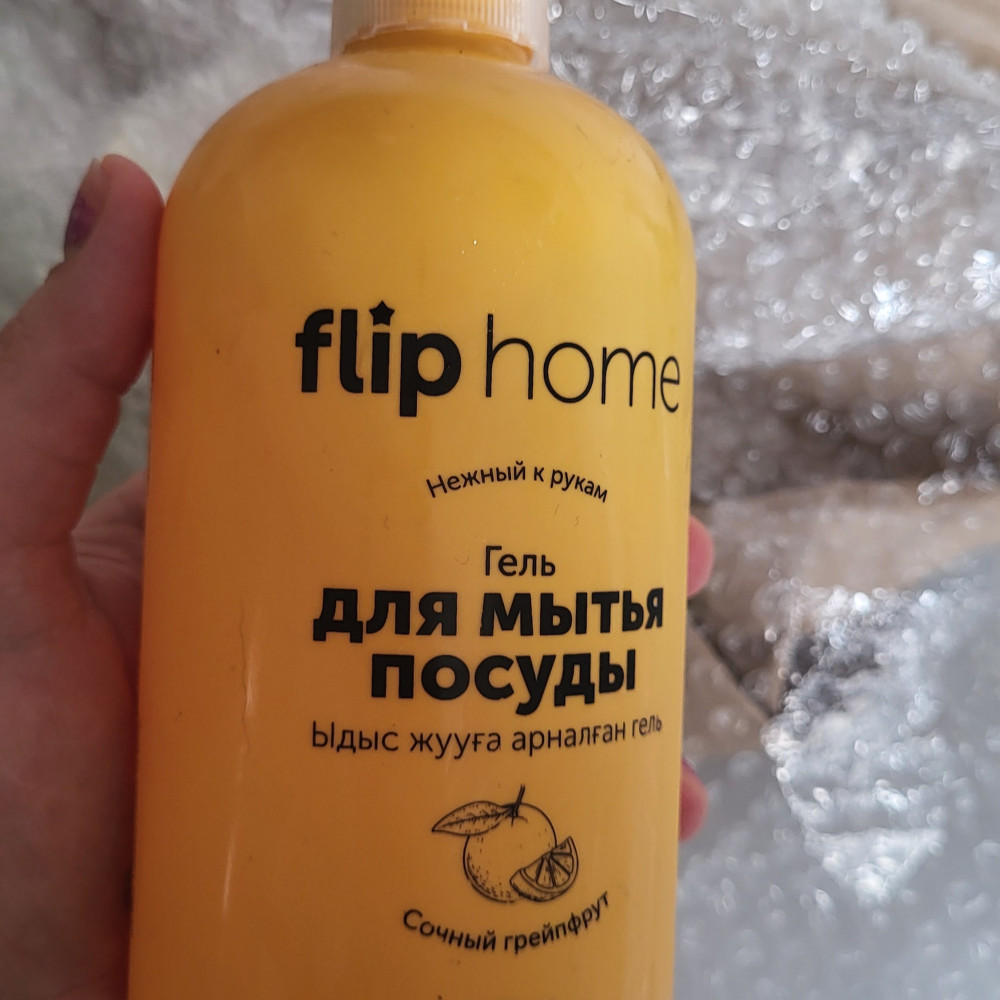 flip home
Нежный к рукам
Гель
для мытья
посуды
Ыдыс жууға арналған гель
Сочный грейпфрут